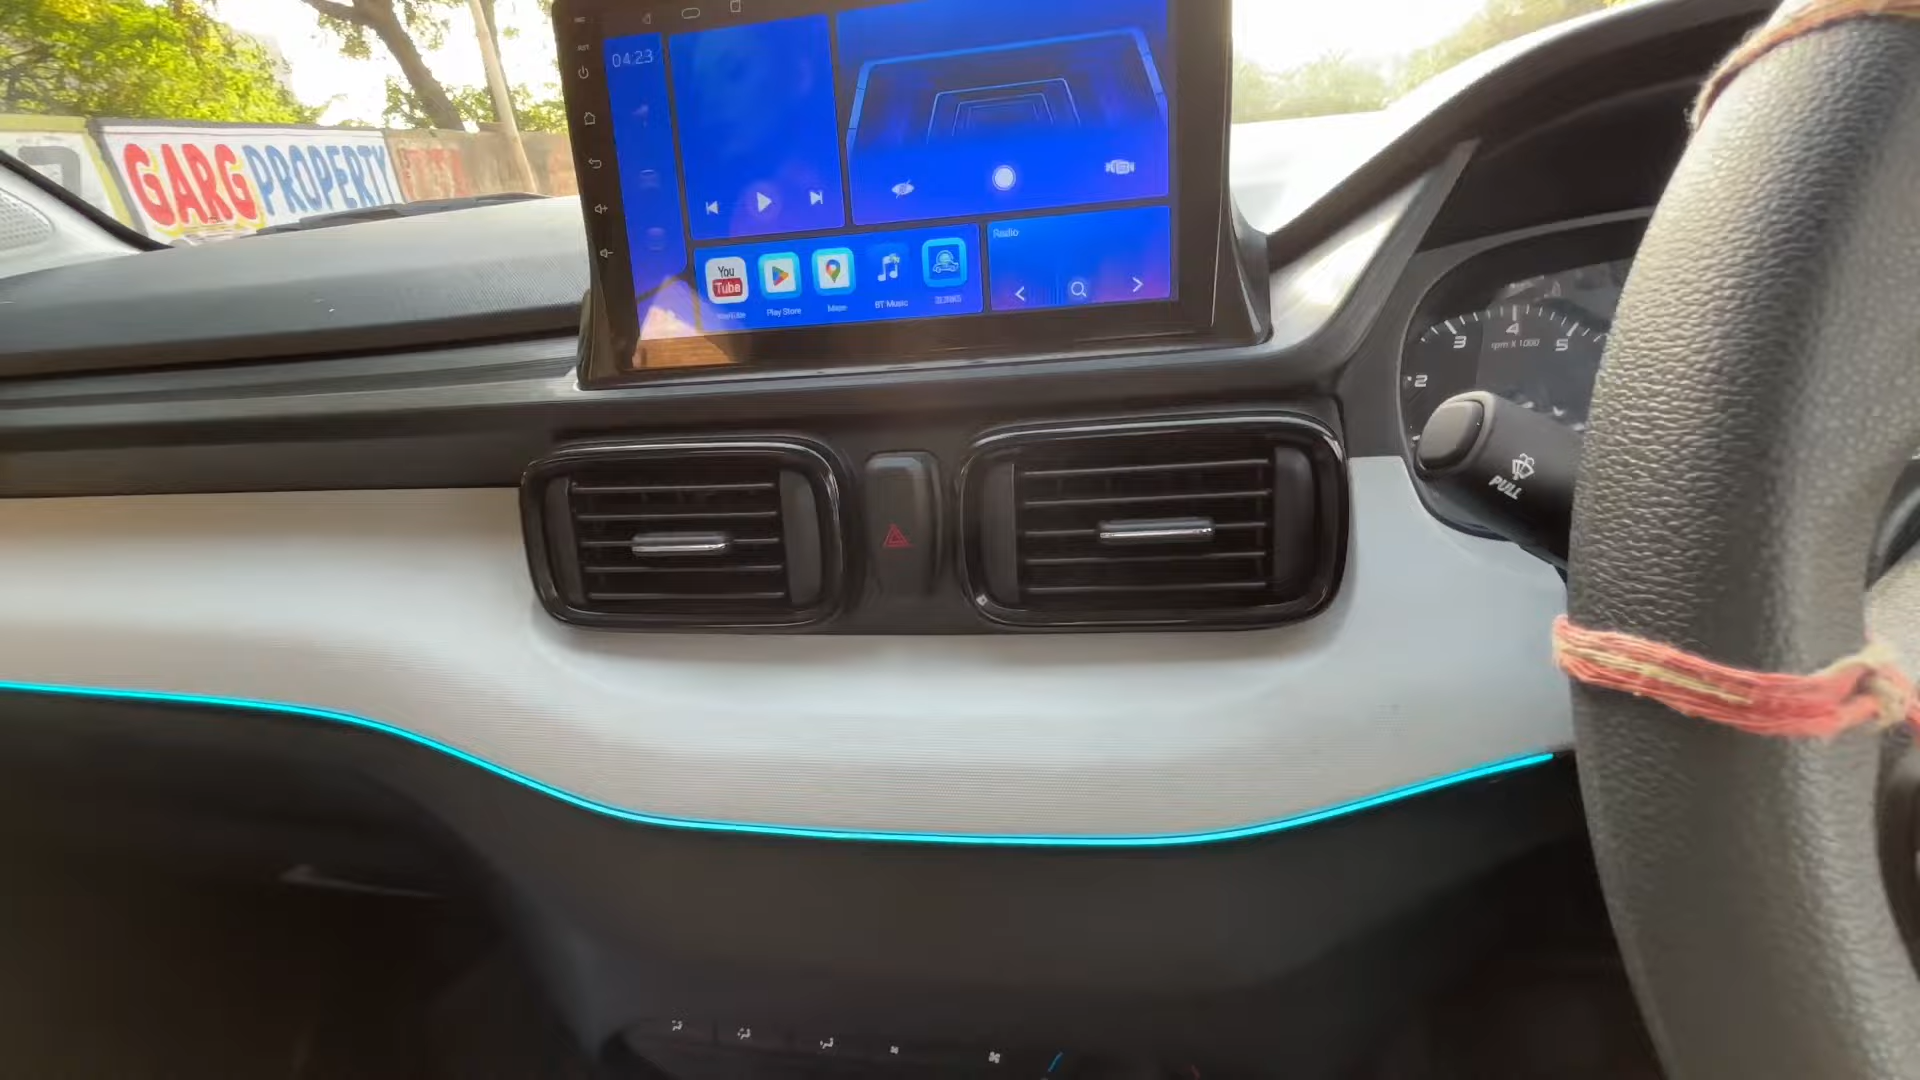 04:23
GARG PROPERTY
Radio
You
Tube
YouTube
Play Store
Maps
BT Music
3
4
5
rpm X 1000
2
PULL